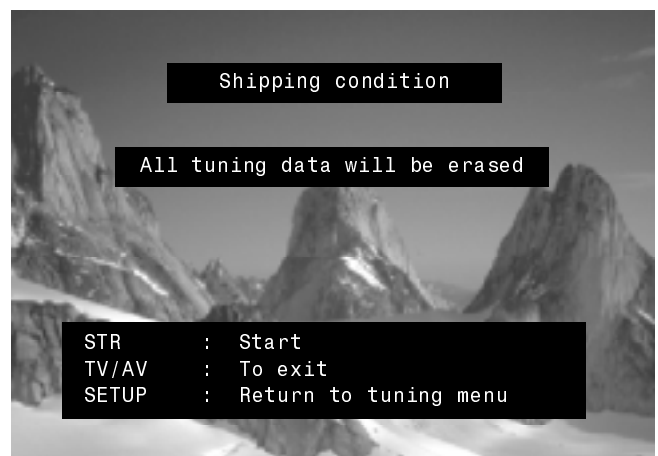 Shipping condition
All tuning data will be erased
STR : Start
TV/AV : To exit
SETUP : Return to tuning menu